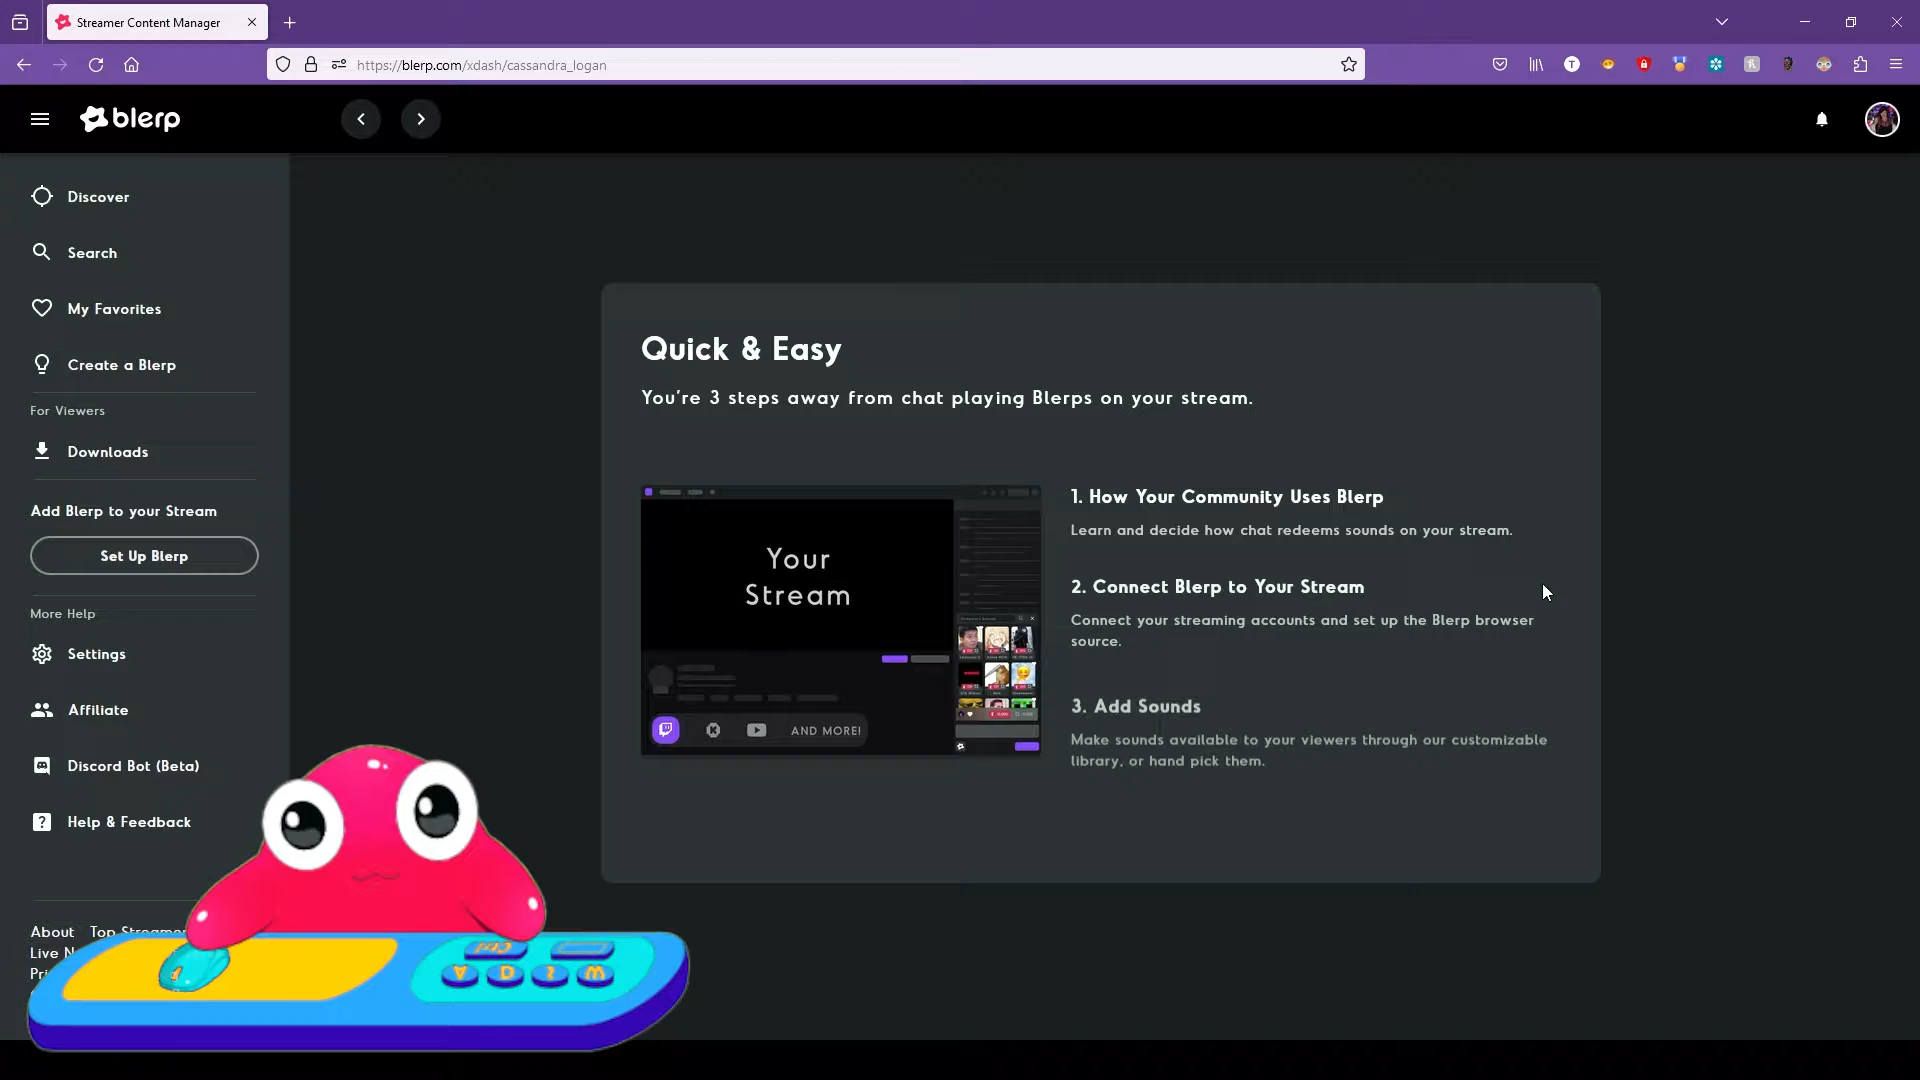 Streamer Content Manager
https://blerp.com/xdash/cassandra_logan
blerp
Discover
Search
My Favorites
Create a Blerp
For Viewers
Downloads
Add Blerp to your Stream
Set Up Blerp
More Help
Settings
Affiliate
Discord Bot (Beta)
Help & Feedback
About Top Streamer
Live N
Pri
Quick & Easy
You're 3 steps away from chat playing Blerps on your stream.
Your
Stream
AND MORE!
1. How Your Community Uses Blerp
Learn and decide how chat redeems sounds on your stream.
2. Connect Blerp to Your Stream
Connect your streaming accounts and set up the Blerp browser
source.
3. Add Sounds
Make sounds available to your viewers through our customizable
library, or hand pick them.
Ctrl
A D S W